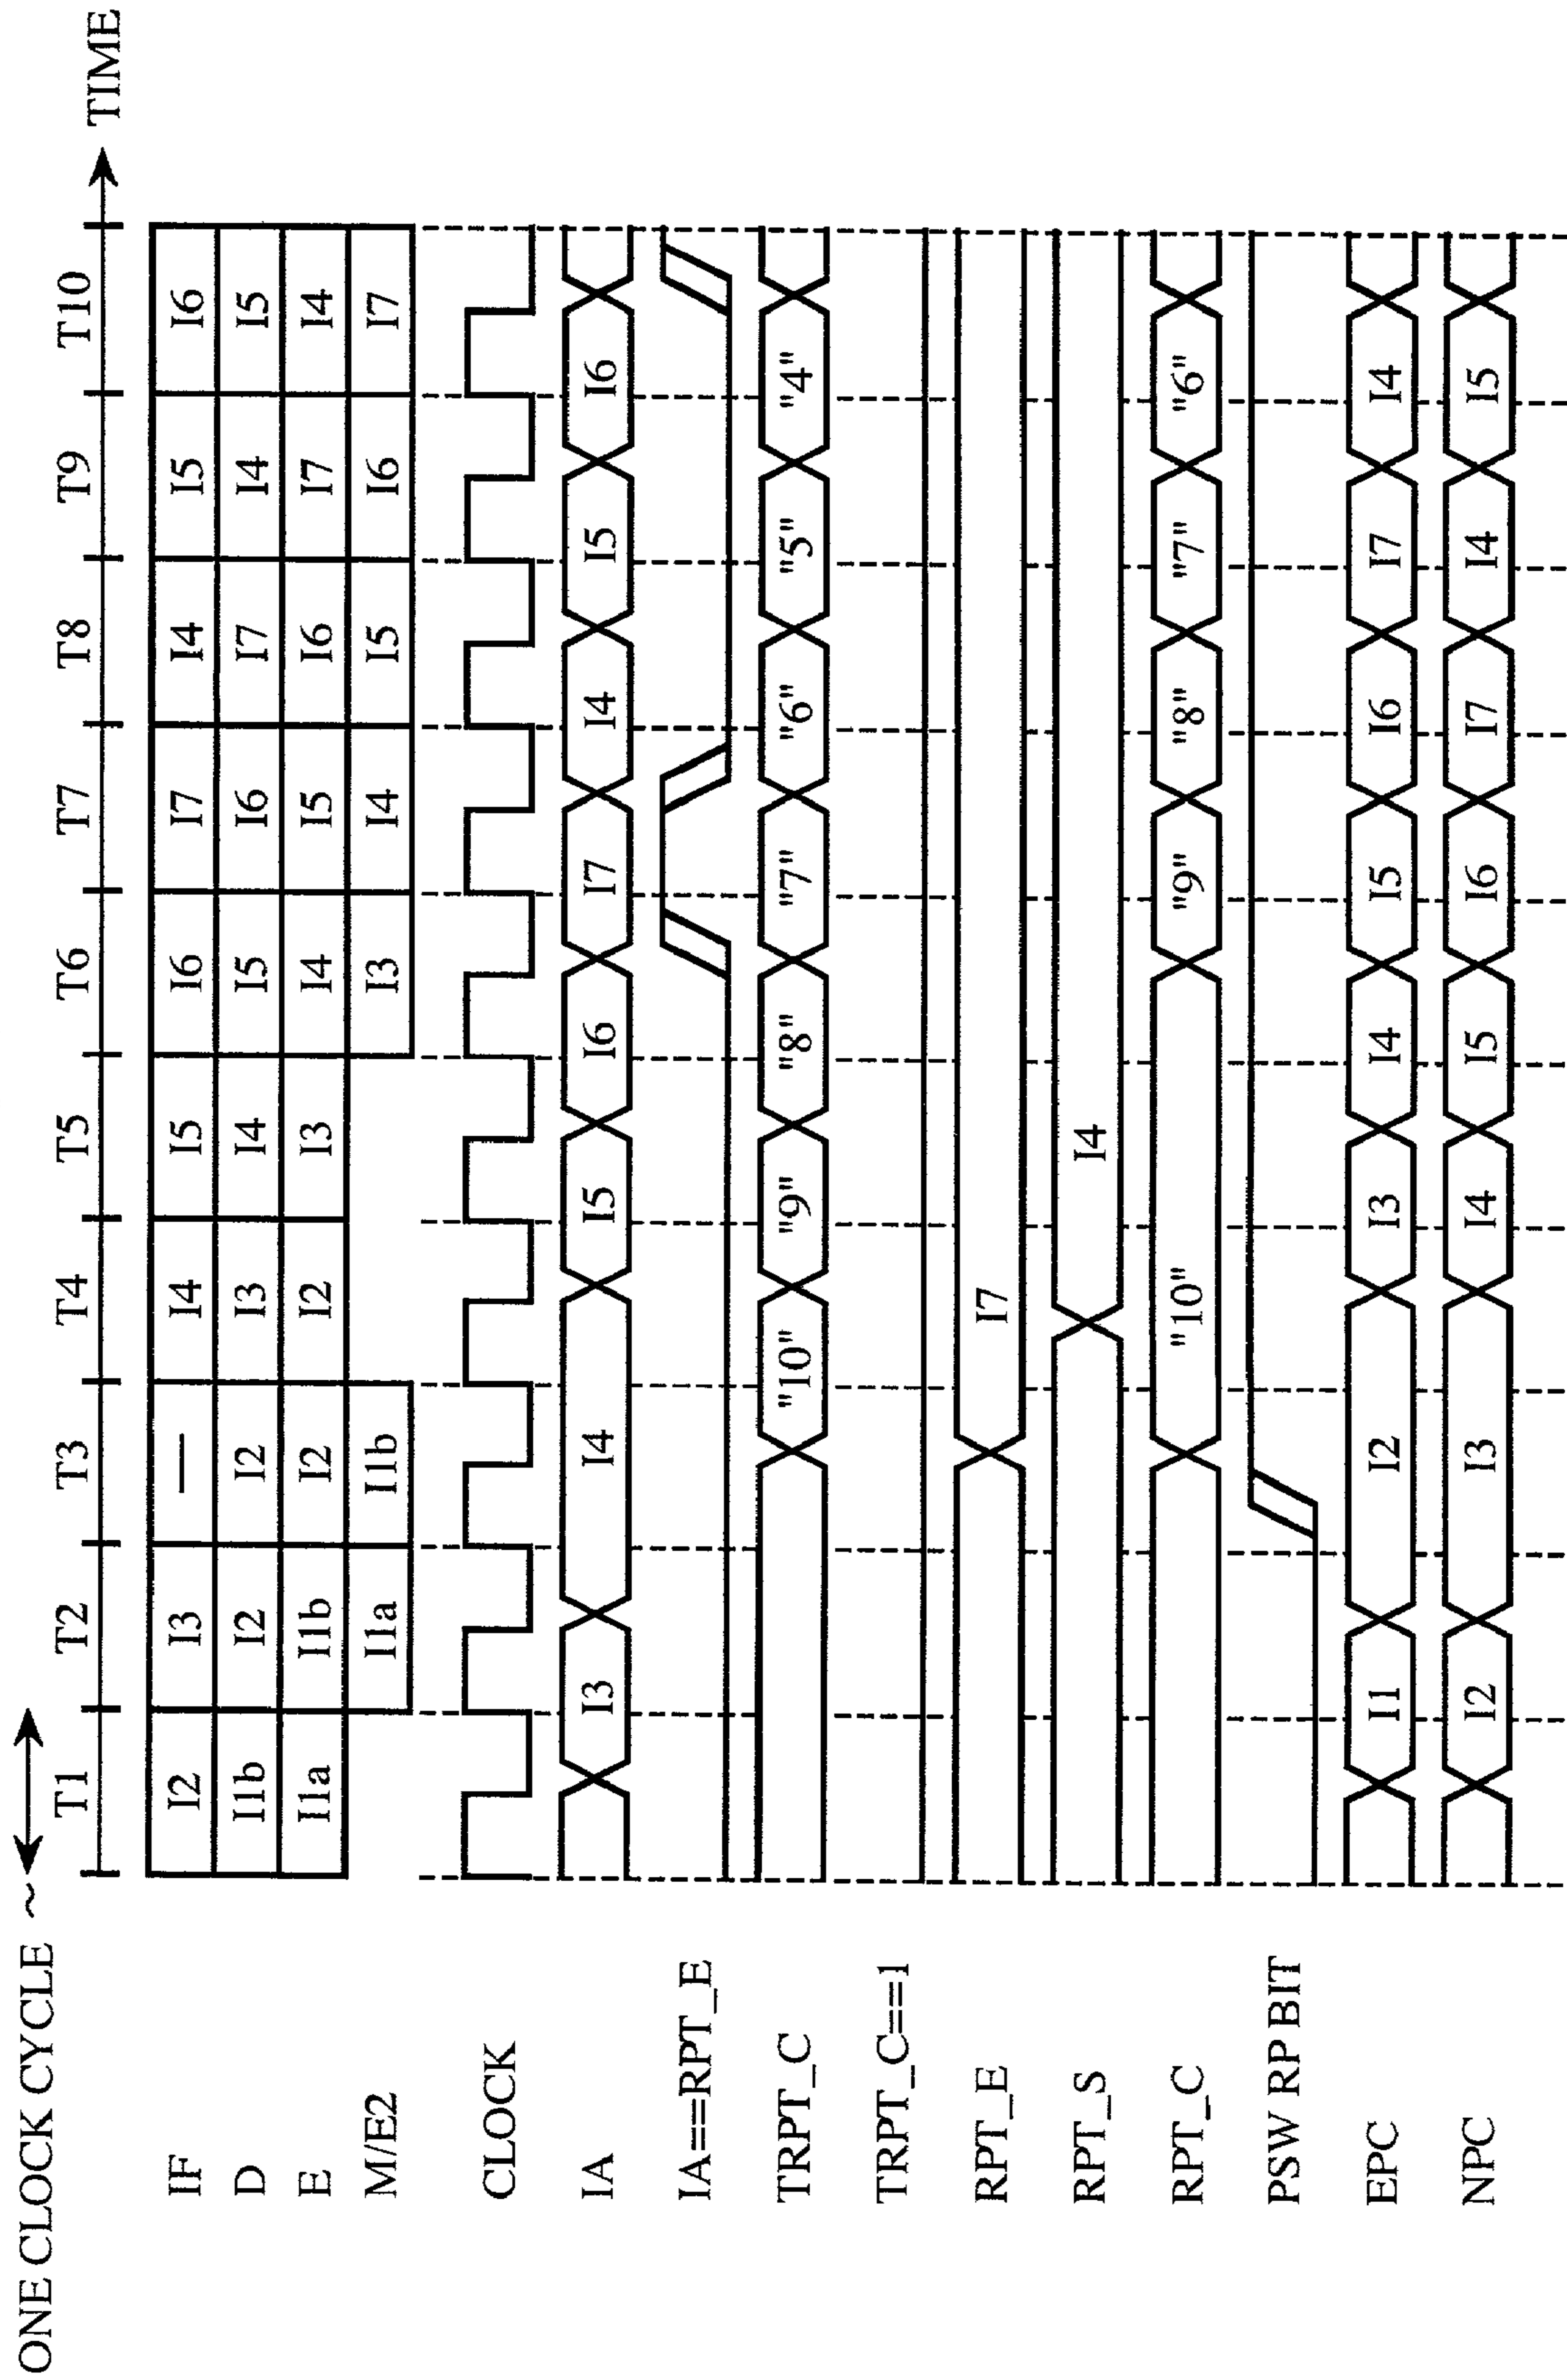 ONE CLOCK CYCLE ~
TIME
T1 T2 T3 T4 T5 T6 T7 T8 T9 T10
IF I2 I3 — I4 I5 I6 I7 I4 I5 I6
D I1b I2 I2 I3 I4 I5 I6 I7 I4 I5
E I1a I1b I2 I2 I3 I4 I5 I6 I7 I4
M/E2 I1a I1b I3 I4 I5 I6 I7
CLOCK
IA I3 I4 I5 I6 I7 I4 I5 I6
IA==RPT_E
TRPT_C "10" "9" "8" "7" "6" "5" "4"
TRPT_C==1
RPT_E I7
RPT_S I4
RPT_C "10" "9" "8" "7" "6"
PSW RP BIT
EPC I1 I2 I3 I4 I5 I6 I7 I4
NPC I2 I3 I4 I5 I6 I7 I4 I5